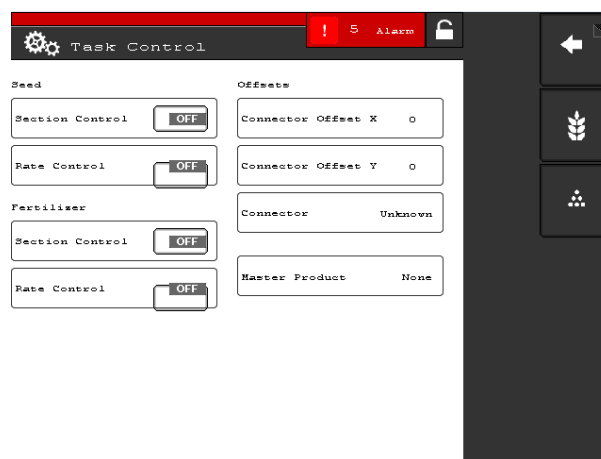 ! 5 Alarm
Task Control
Seed
Section Control OFF
Rate Control OFF
Fertilizer
Section Control OFF
Rate Control OFF
Offsets
Connector Offset X 0
Connector Offset Y 0
Connector Unknown
Master Product None